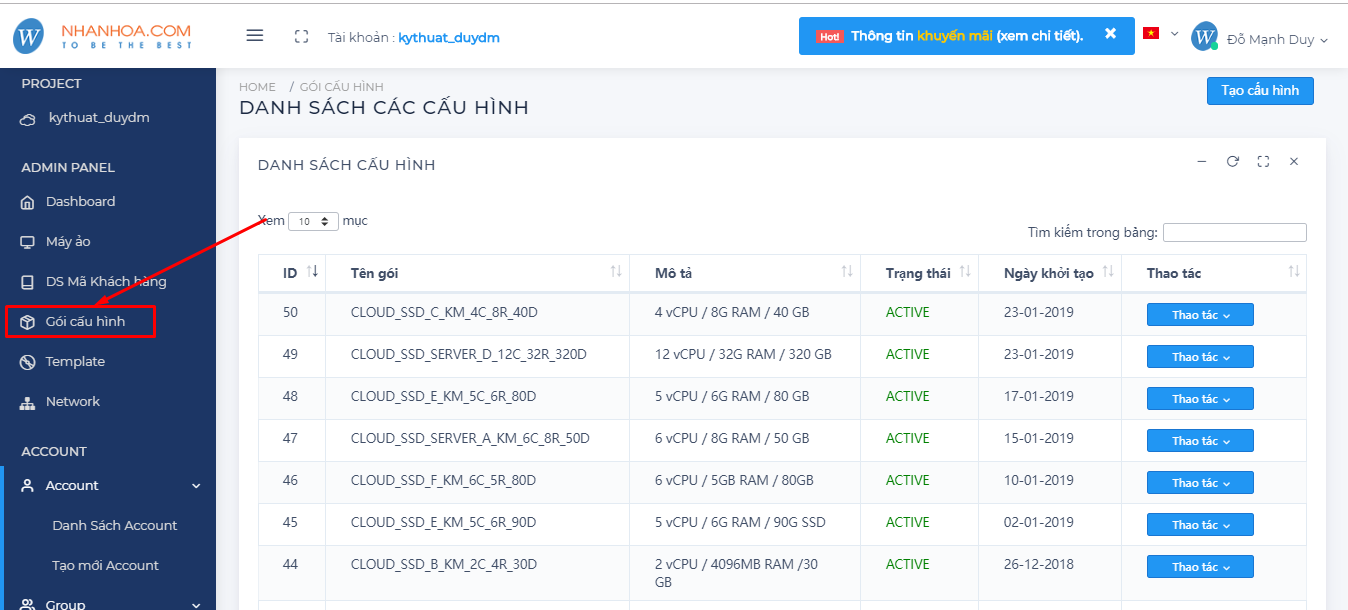 W NHANHOA.COM
TO BE THE BEST
Tài khoản : kythuat_duydm
Hot! Thông tin khuyến mãi (xem chi tiết). ×
W Đỗ Mạnh Duy
PROJECT
kythuat_duydm
ADMIN PANEL
Dashboard
Máy ảo
DS Mã Khách hàng
Gói cấu hình
Template
Network
ACCOUNT
Account
Danh Sách Account
Tạo mới Account
Group
HOME / GÓI CẤU HÌNH
DANH SÁCH CÁC CẤU HÌNH
Tạo cấu hình
DANH SÁCH CẤU HÌNH
Xem 10 mục
Tìm kiếm trong bảng:
ID Tên gói Mô tả Trạng thái Ngày khởi tạo Thao tác
50 CLOUD_SSD_C_KM_4C_8R_40D 4 vCPU / 8G RAM / 40 GB ACTIVE 23-01-2019 Thao tác
49 CLOUD_SSD_SERVER_D_12C_32R_320D 12 vCPU / 32G RAM / 320 GB ACTIVE 23-01-2019 Thao tác
48 CLOUD_SSD_E_KM_5C_6R_80D 5 vCPU / 6G RAM / 80 GB ACTIVE 17-01-2019 Thao tác
47 CLOUD_SSD_SERVER_A_KM_6C_8R_50D 6 vCPU / 8G RAM / 50 GB ACTIVE 15-01-2019 Thao tác
46 CLOUD_SSD_F_KM_6C_5R_80D 6 vCPU / 5GB RAM / 80GB ACTIVE 10-01-2019 Thao tác
45 CLOUD_SSD_E_KM_5C_6R_90D 5 vCPU / 6G RAM / 90G SSD ACTIVE 02-01-2019 Thao tác
44 CLOUD_SSD_B_KM_2C_4R_30D 2 vCPU / 4096MB RAM /30 GB ACTIVE 26-12-2018 Thao tác